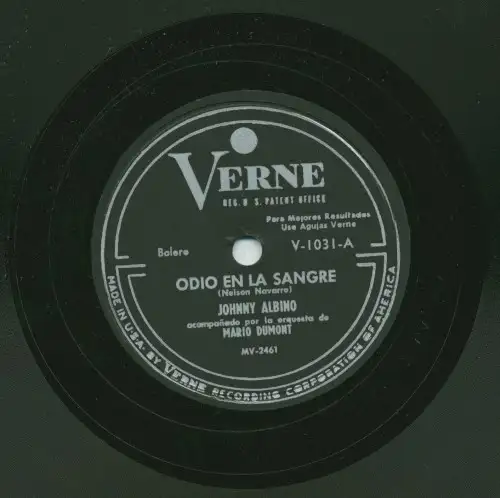 VERNE
REG. U S. PATENT OFFICE
Para Mejores Resultados
Use Agujas Verne
Bolero
V-1031-A
ODIO EN LA SANGRE
(Nelson Navarro)
JOHNNY ALBINO
acompañado por la orquesta de
MARIO DUMONT
MV-2461
MADE IN U.S.A. BY VERNE RECORDING CORPORATION OF AMERICA